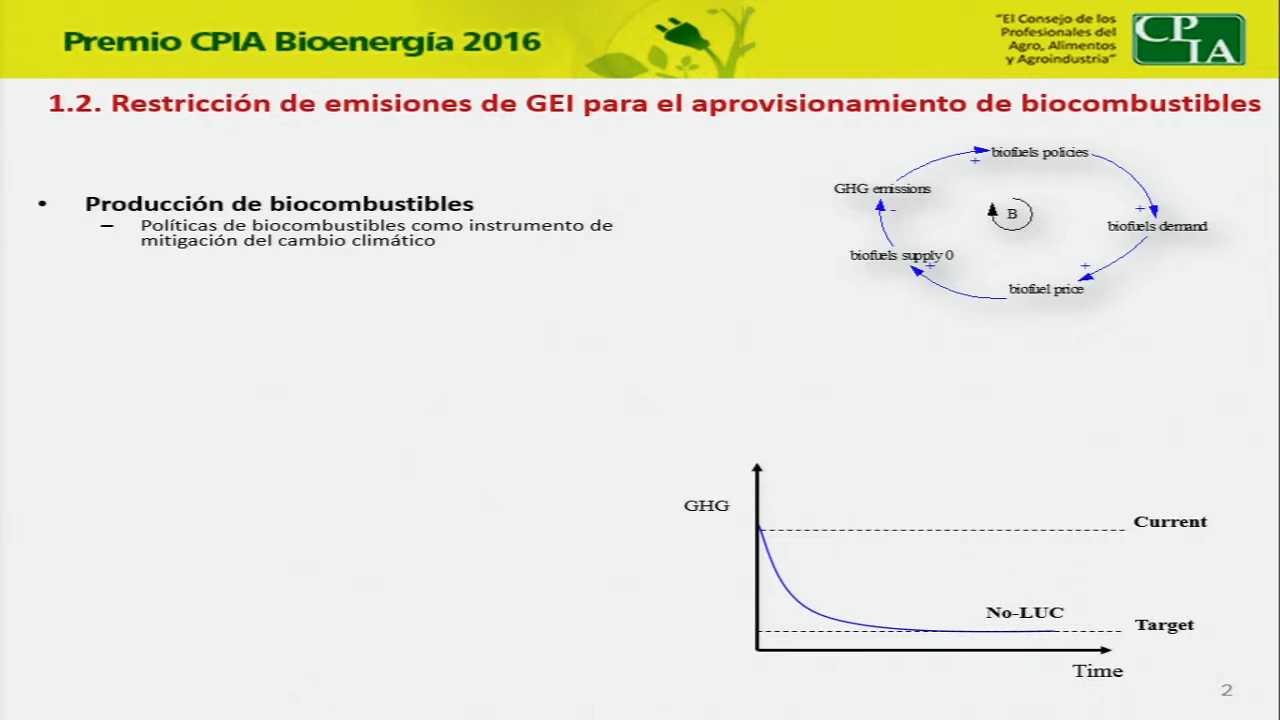 Premio CPIA Bioenergía 2016
"El Consejo de los
Profesionales del
Agro, Alimentos
y Agroindustria"
CPIA
1.2. Restricción de emisiones de GEI para el aprovisionamiento de biocombustibles
• Producción de biocombustibles
– Políticas de biocombustibles como instrumento de
mitigación del cambio climático
biofuels policies
+
GHG emissions
-
B
+
biofuels demand
biofuels supply 0
+
+
biofuel price
GHG
Current
No-LUC
Target
Time
2